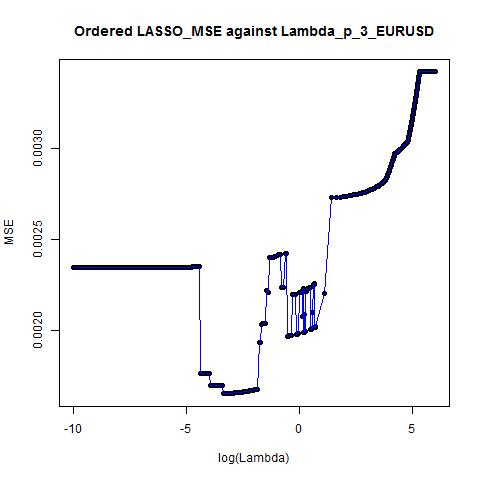 Ordered LASSO_MSE against Lambda_p_3_EURUSD
MSE
0.0030
0.0025
0.0020
-10 -5 0 5
log(Lambda)